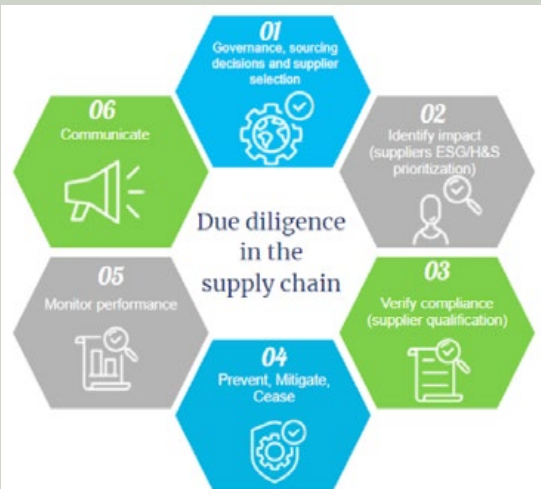 01
Governance, sourcing
decisions and supplier
selection
02
Identify impact
(suppliers ESG/H&S
prioritization)
03
Verify compliance
(supplier qualification)
04
Prevent, Mitigate,
Cease
05
Monitor performance
06
Communicate
Due diligence
in the
supply chain